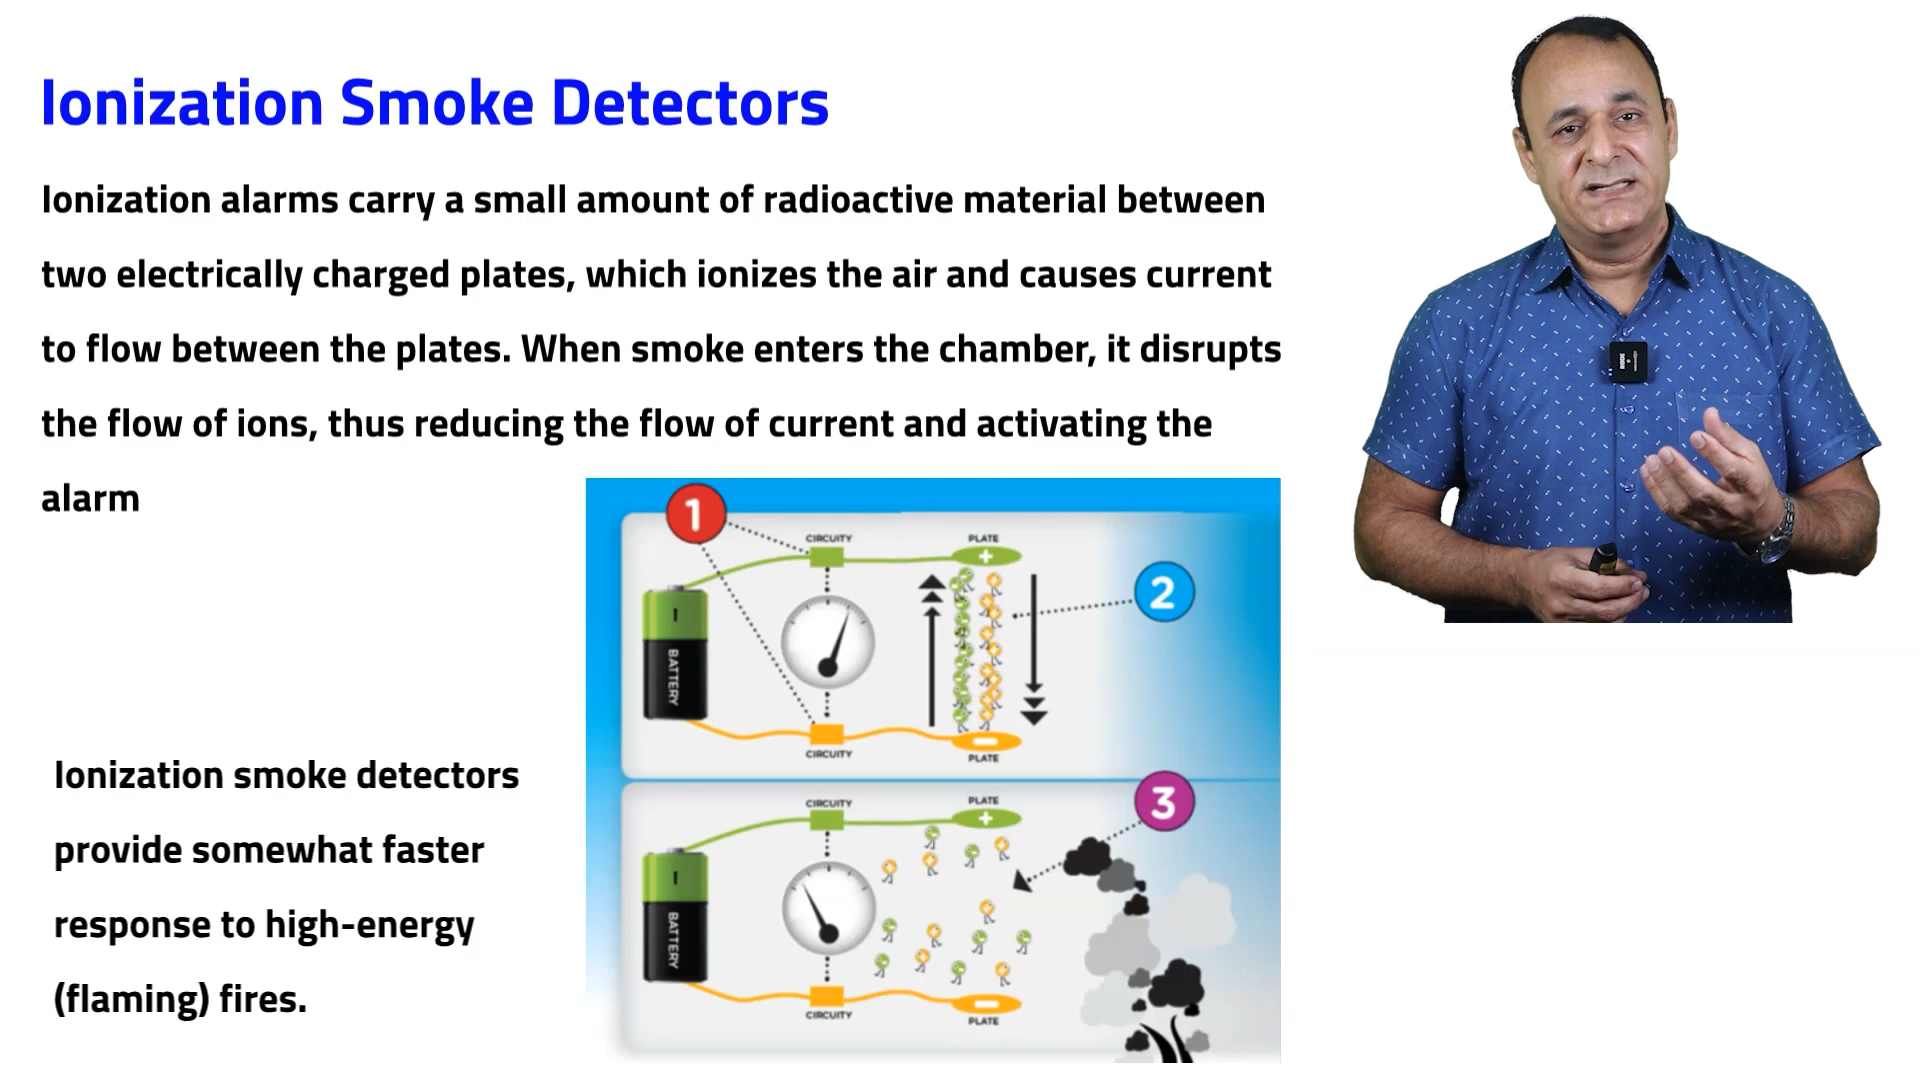 Ionization Smoke Detectors
Ionization alarms carry a small amount of radioactive material between
two electrically charged plates, which ionizes the air and causes current
to flow between the plates. When smoke enters the chamber, it disrupts
the flow of ions, thus reducing the flow of current and activating the
alarm
1
CIRCUITY
PLATE
+
2
BATTERY
CIRCUITY
PLATE
3
CIRCUITY
PLATE
+
BATTERY
CIRCUITY
PLATE
Ionization smoke detectors
provide somewhat faster
response to high-energy
(flaming) fires.